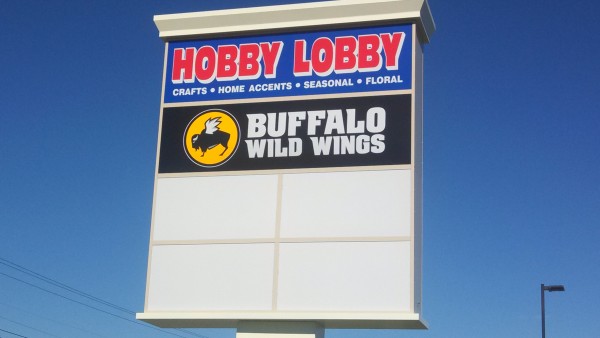 HOBBY LOBBY
CRAFTS • HOME ACCENTS • SEASONAL • FLORAL
BUFFALO
WILD WINGS